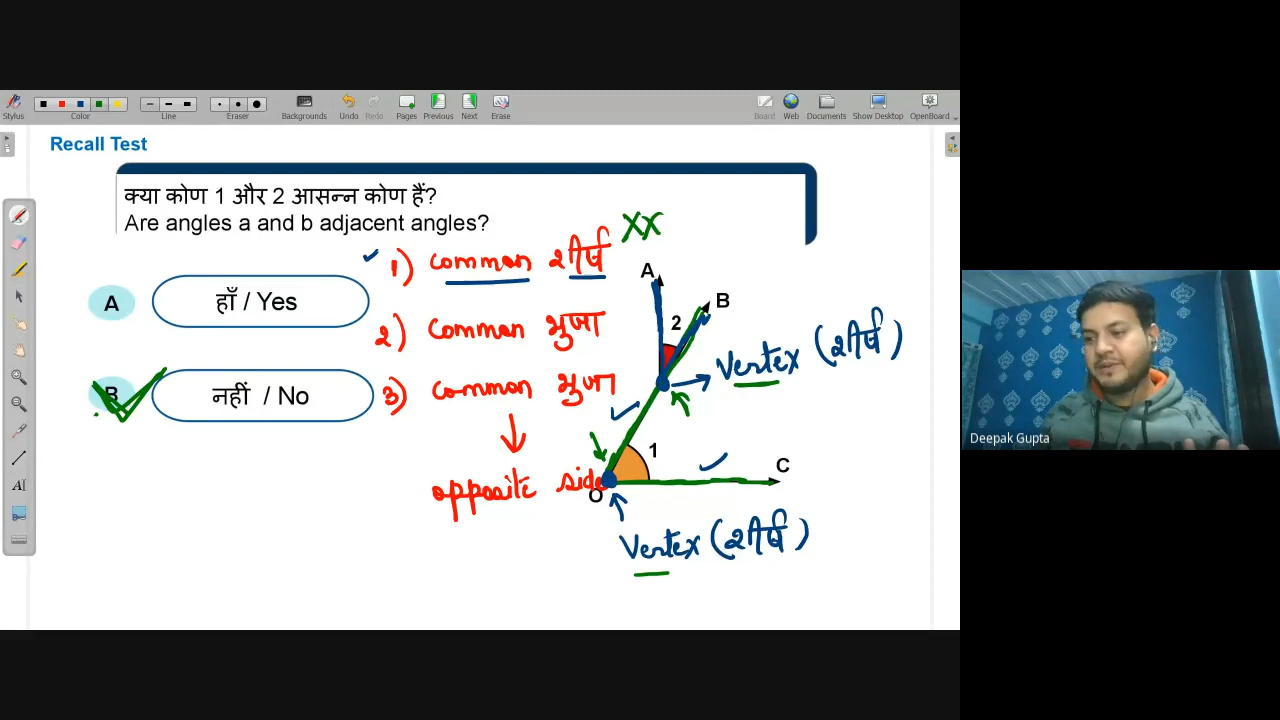 Stylus
Color
Line
Eraser
Backgrounds
Undo
Redo
Pages
Previous
Next
Erase
Board
Web
Documents
Show Desktop
OpenBoard
Recall Test
क्या कोण 1 और 2 आसन्न कोण हैं?
Are angles a and b adjacent angles?
XX
1) common शीर्ष
A
B
A हाँ / Yes
2
2) common भुजा
Vertex (शीर्ष)
B नहीं / No
3) common भुजा
1
C
opposite side
O
Vertex (शीर्ष)
Deepak Gupta